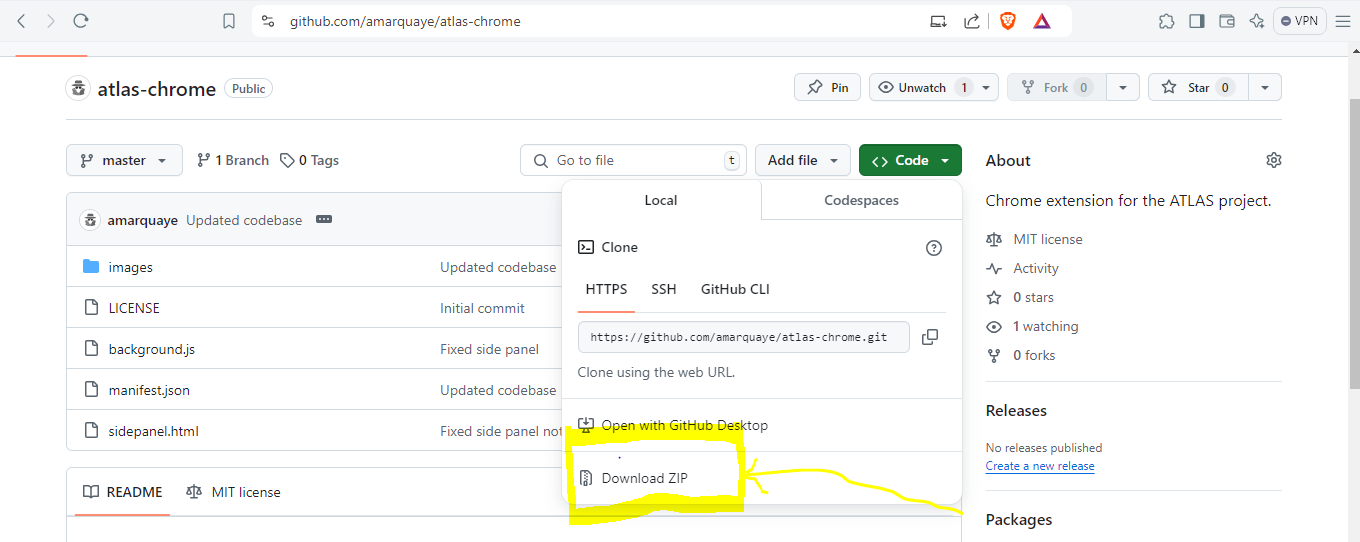 github.com/amarquaye/atlas-chrome
VPN
atlas-chrome Public
Pin
Unwatch 1
Fork 0
Star 0
master
1 Branch
0 Tags
Go to file t
Add file
Code
About
Local
Codespaces
Chrome extension for the ATLAS project.
amarquaye Updated codebase
MIT license
Clone
images
Updated codebase
Activity
HTTPS
SSH
GitHub CLI
0 stars
LICENSE
Initial commit
1 watching
https://github.com/amarquaye/atlas-chrome.git
background.js
Fixed side panel
0 forks
Clone using the web URL.
manifest.json
Updated codebase
Releases
Open with GitHub Desktop
sidepanel.html
Fixed side panel not
No releases published
Create a new release
Download ZIP
README
MIT license
Packages